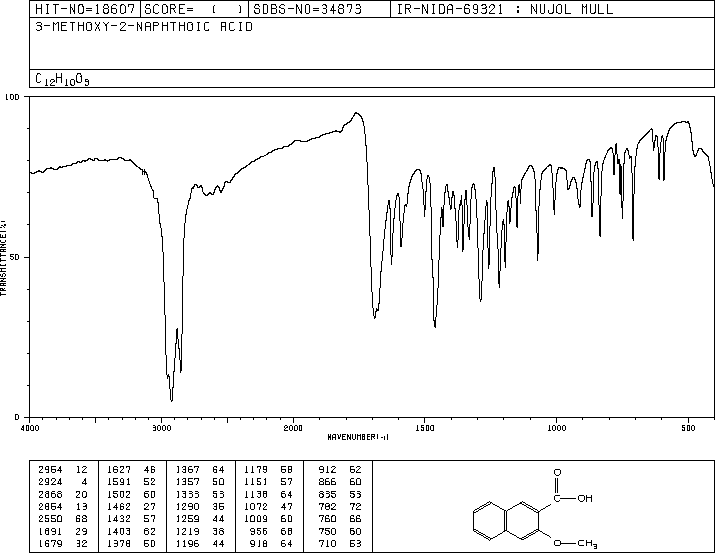 HIT-NO=18607 SCORE= ( ) SDBS-NO=34873 IR-NIDA-69321 : NUJOL MULL
3-METHOXY-2-NAPHTHOIC ACID
C12H10O3
100
TRANSMITTANCE(%)
50
0
4000 3000 2000 1500 1000 500
WAVENUMBER(-1)
2954 12 1627 46 1367 64 1179 58 912 62
2924 4 1591 52 1357 50 1151 57 866 60
2868 20 1502 60 1333 53 1138 64 835 53
2854 13 1462 27 1290 35 1072 47 782 72
2550 68 1432 57 1259 44 1009 60 760 66
1691 29 1403 62 1219 38 956 68 750 60
1679 32 1378 50 1196 44 918 64 710 53
O
C OH
O CH3